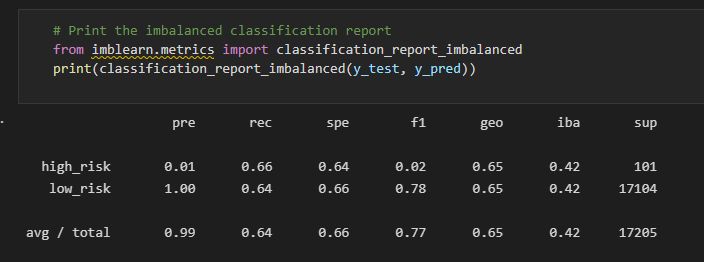 # Print the imbalanced classification report
from imblearn.metrics import classification_report_imbalanced
print(classification_report_imbalanced(y_test, y_pred))
pre rec spe f1 geo iba sup
high_risk 0.01 0.66 0.64 0.02 0.65 0.42 101
low_risk 1.00 0.64 0.66 0.78 0.65 0.42 17104
avg / total 0.99 0.64 0.66 0.77 0.65 0.42 17205